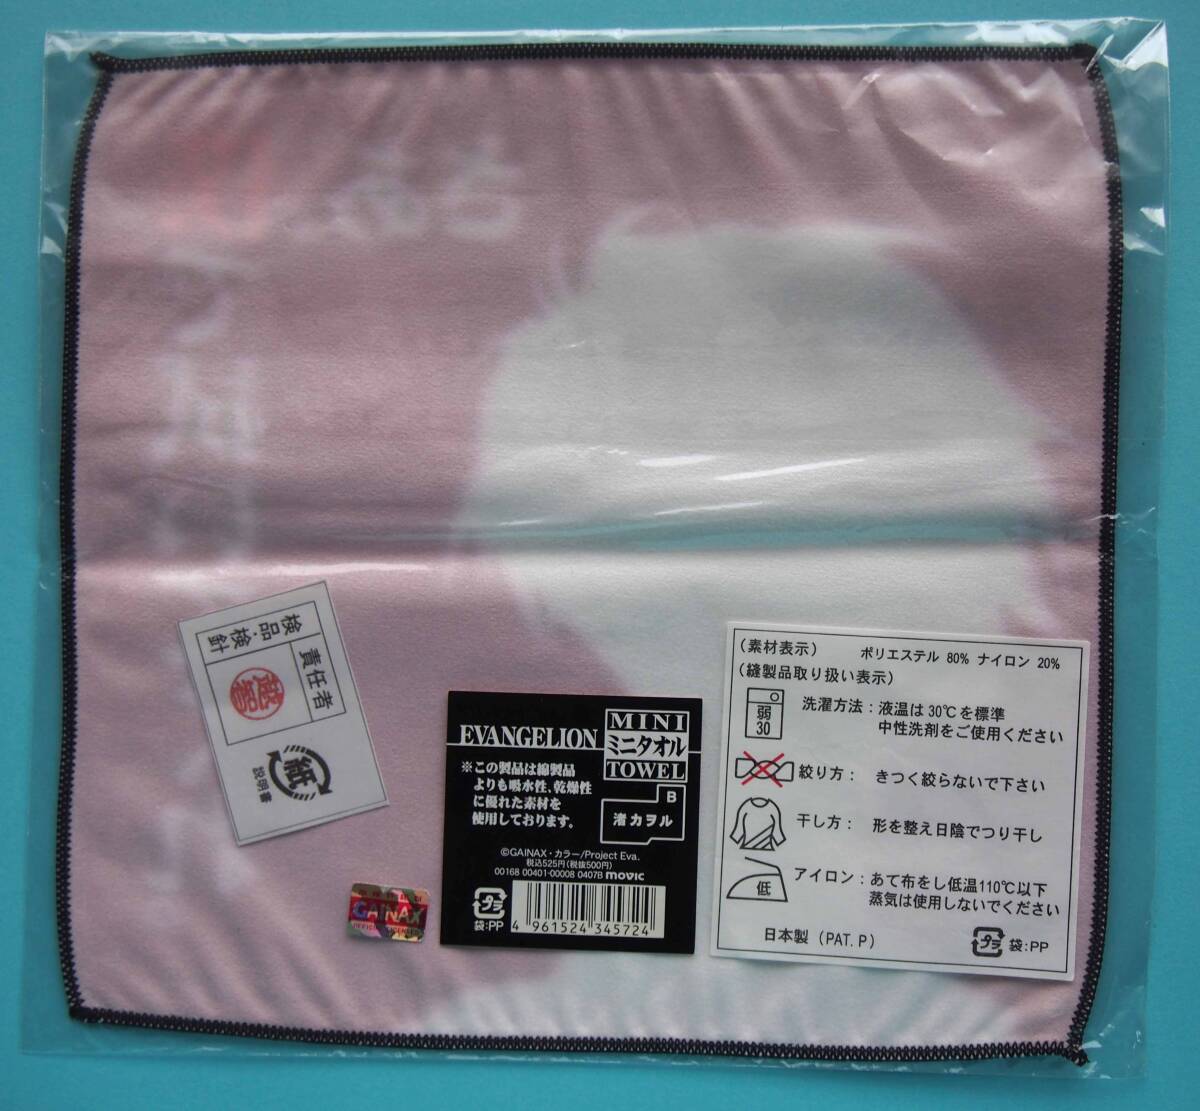 検品・検針
責任者
紙
説明書
EVANGELION
MINI
ミニタオル
TOWEL
※この製品は綿製品
よりも吸水性、乾燥性
に優れた素材を
使用しております。
B
渚カヲル
©GAINAX・カラー/Project Eva.
税込525円(税抜500円)
00168 00401-00008 0407B movic
プラ
袋:PP
4 961524 345724
GAINAX
(素材表示) ポリエステル 80% ナイロン 20%
(縫製品取り扱い表示)
弱
30
洗濯方法：液温は30℃を標準
中性洗剤をご使用ください
絞り方： きつく絞らないで下さい
干し方： 形を整え日陰でつり干し
低
アイロン：あて布をし低温110℃以下
蒸気は使用しないでください
日本製 (PAT.P)
プラ
袋:PP